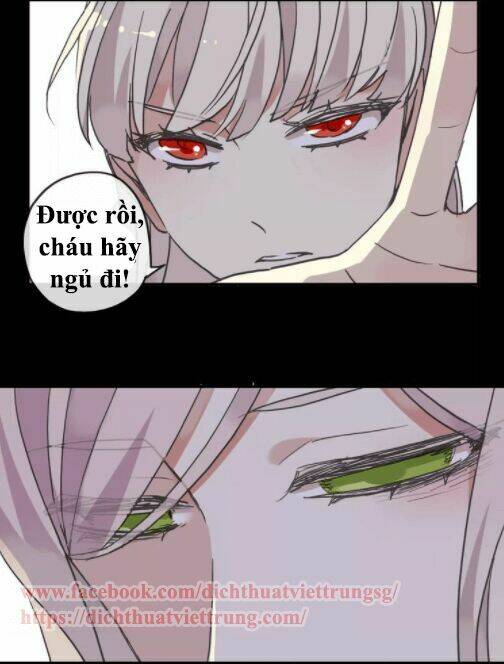 Được rồi,
cháu hãy
ngủ đi!
www.facebook.com/dichthuatviettrungsg/
https://dichthuatviettrung.com/